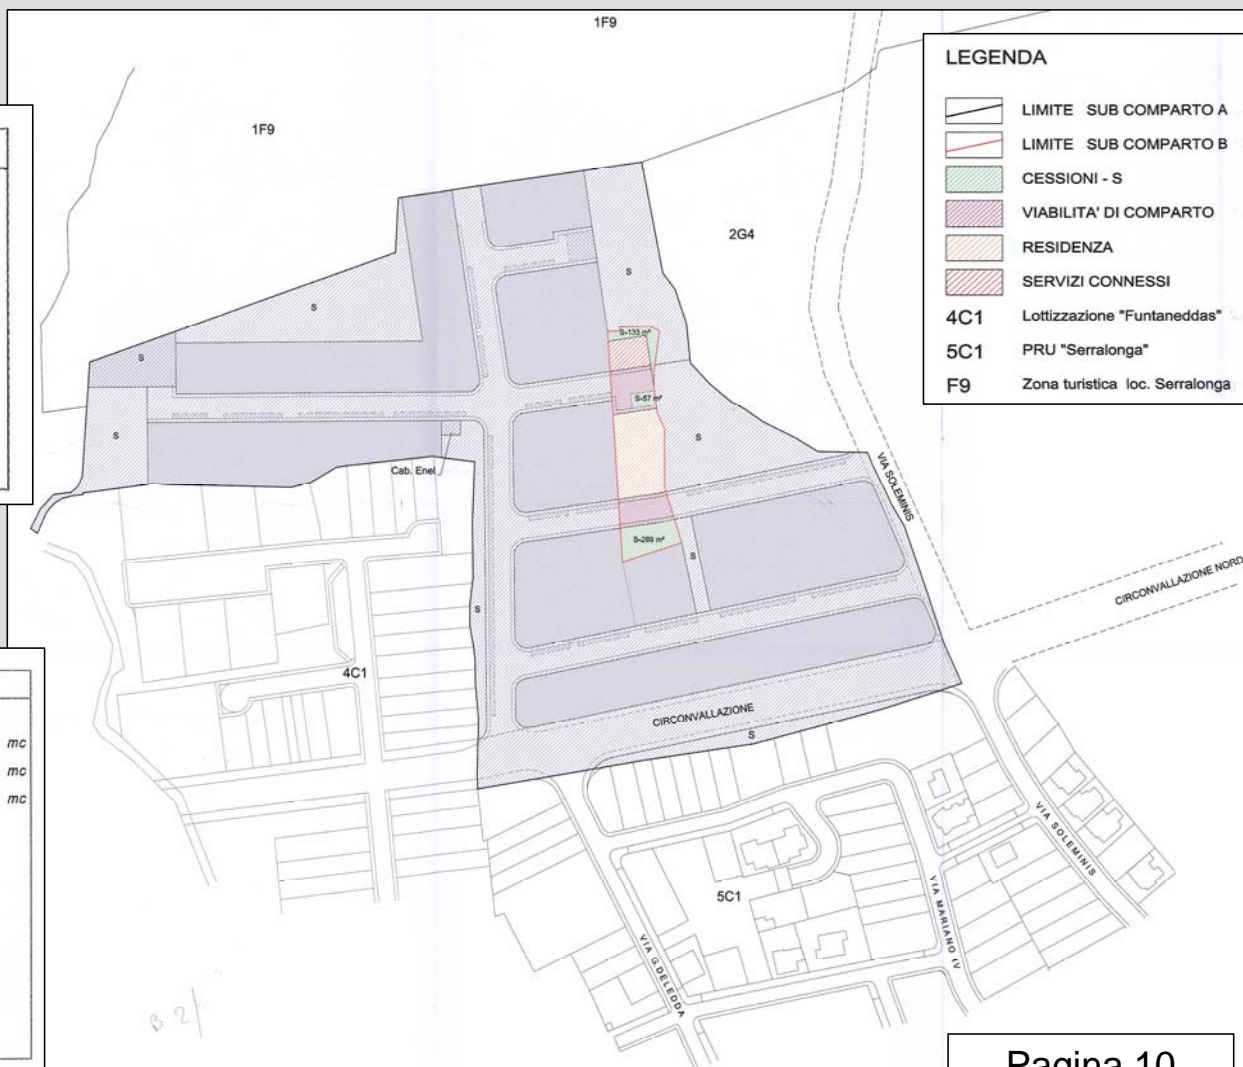 1F9
LEGENDA
LIMITE SUB COMPARTO A
LIMITE SUB COMPARTO B
CESSIONI - S
VIABILITA' DI COMPARTO
RESIDENZA
SERVIZI CONNESSI
4C1 Lottizzazione "Funtaneddas"
5C1 PRU "Serralonga"
F9 Zona turistica loc. Serralonga
1F9
2G4
S
S
S=133 m²
S
S=57 m²
S
S
Cab. Enel
VIA SOLEMINIS
S=289 m²
S
CIRCONVALLAZIONE NORD
S
4C1
CIRCONVALLAZIONE
S
mc
mc
mc
VIA SOLEMINIS
5C1
VIA MARIANO IV
VIA G.DELEDDA
B 2/
Pagina 10